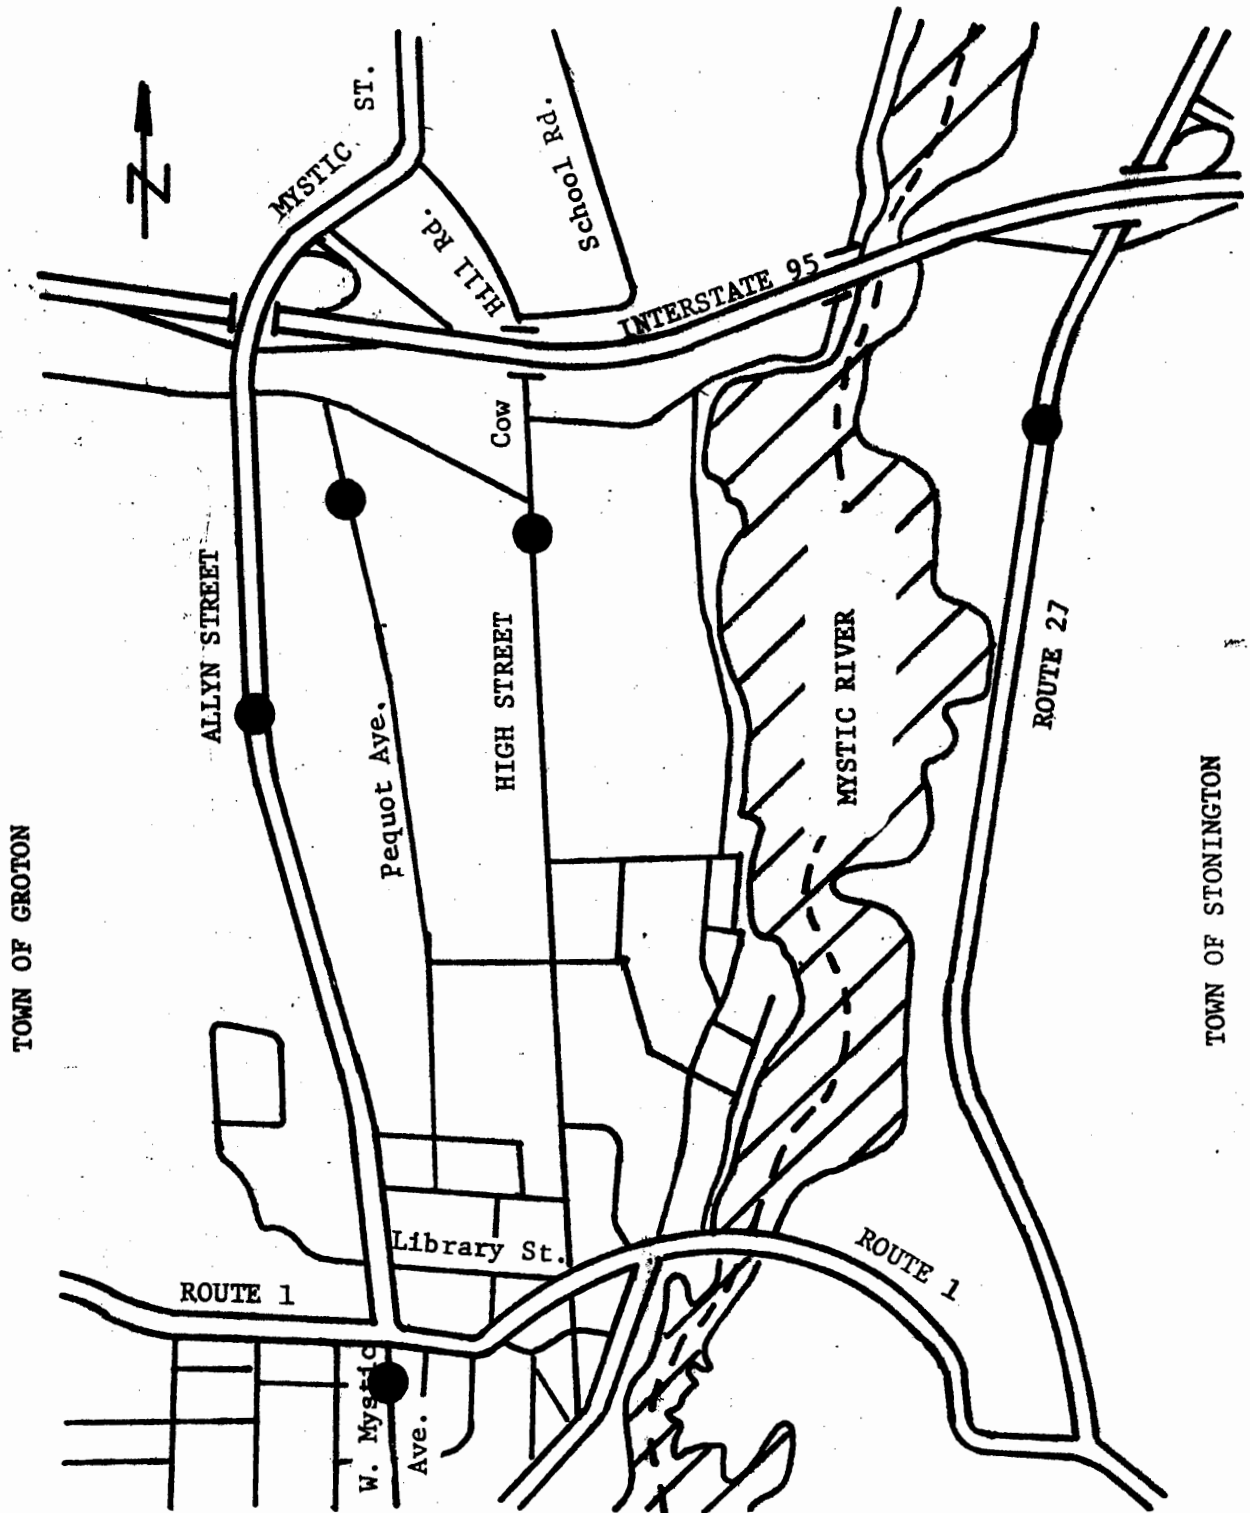 MYSTIC ST.
N
Hill Rd.
School Rd.
INTERSTATE 95
Cow
ALLYN STREET
Pequot Ave.
HIGH STREET
MYSTIC RIVER
ROUTE 27
TOWN OF GROTON
TOWN OF STONINGTON
Library St.
ROUTE 1
ROUTE 1
W. Mystic
Ave.